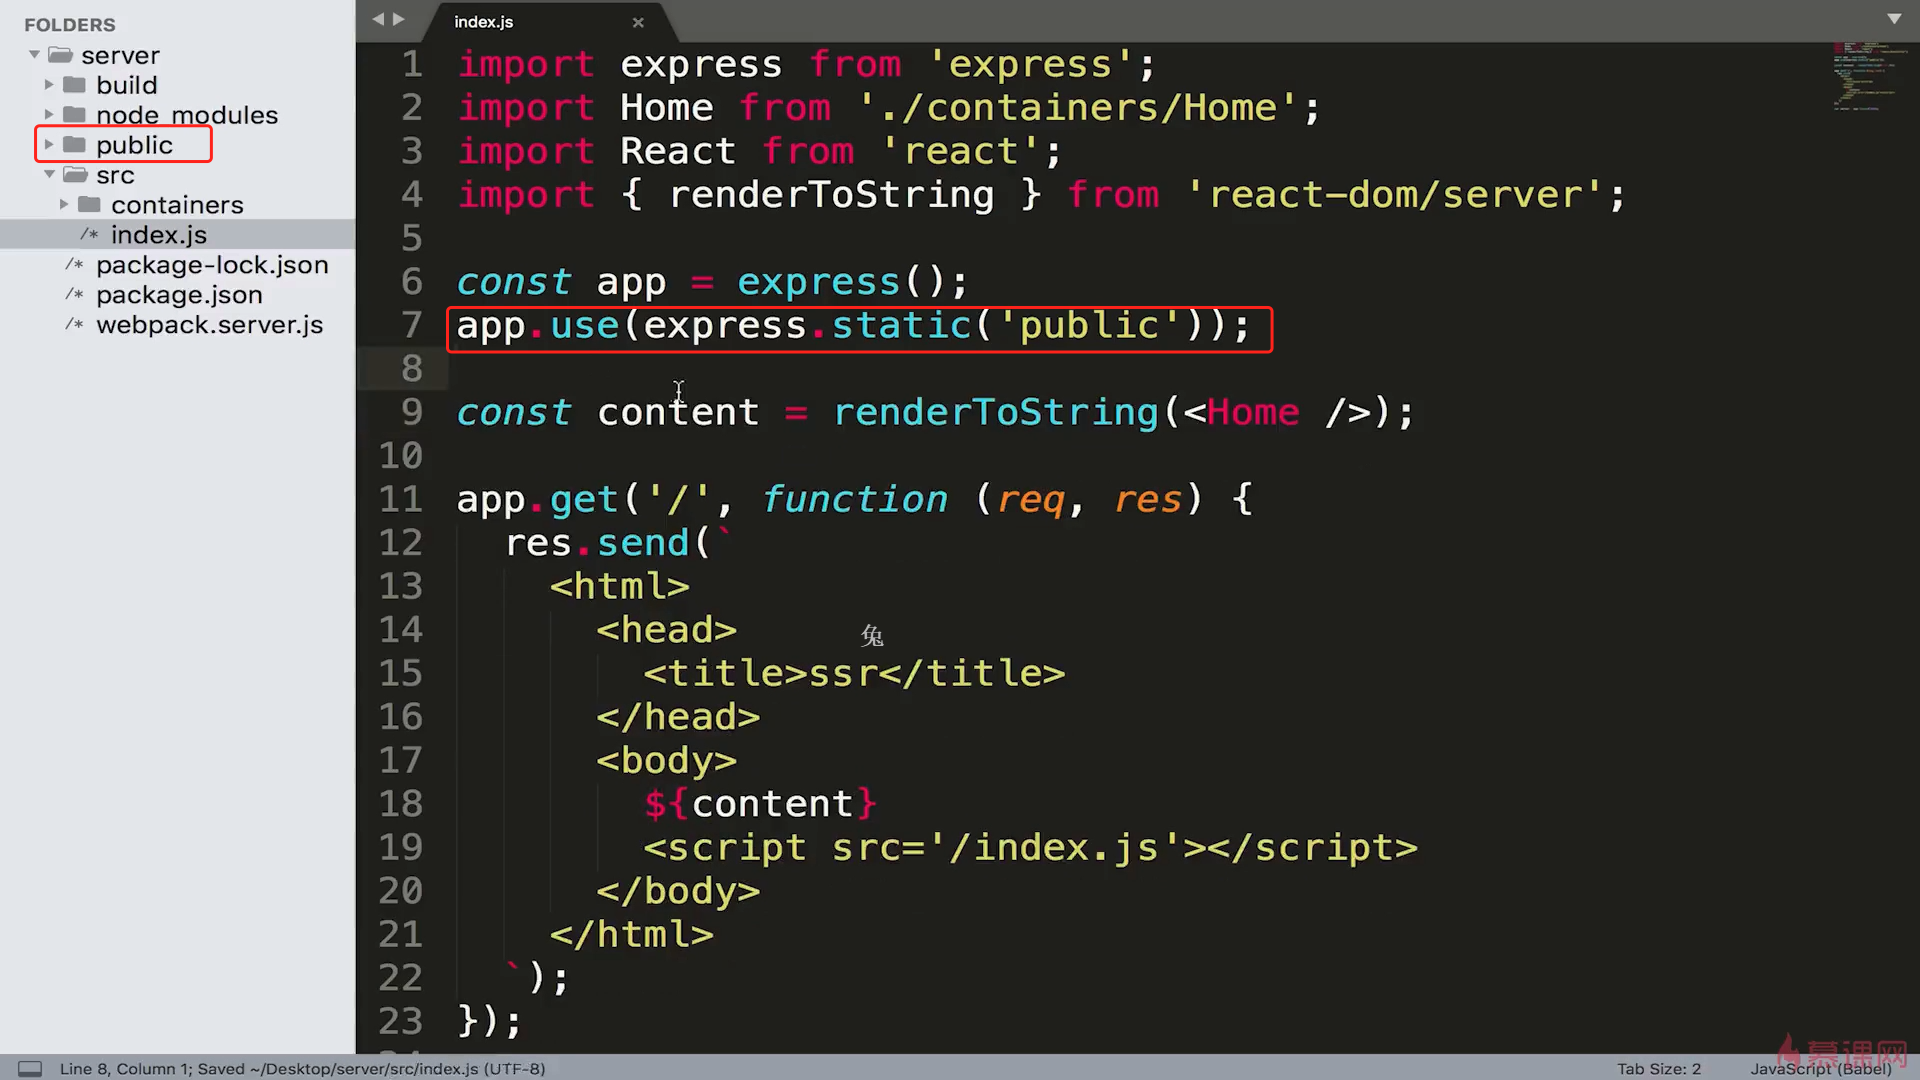 FOLDERS
server
build
node_modules
public
src
containers
/* index.js
/* package-lock.json
/* package.json
/* webpack.server.js
index.js ×
1 import express from 'express';
2 import Home from './containers/Home';
3 import React from 'react';
4 import { renderToString } from 'react-dom/server';
5
6 const app = express();
7 app.use(express.static('public'));
8
9 const content = renderToString(<Home />);
10
11 app.get('/', function (req, res) {
12 res.send(`
13 <html>
14 <head>
15 <title>ssr</title>
16 </head>
17 <body>
18 ${content}
19 <script src='/index.js'></script>
20 </body>
21 </html>
22 `);
23 });
兔
Line 8, Column 1; Saved ~/Desktop/server/src/index.js (UTF-8)
Tab Size: 2
JavaScript (Babel)
慕课网